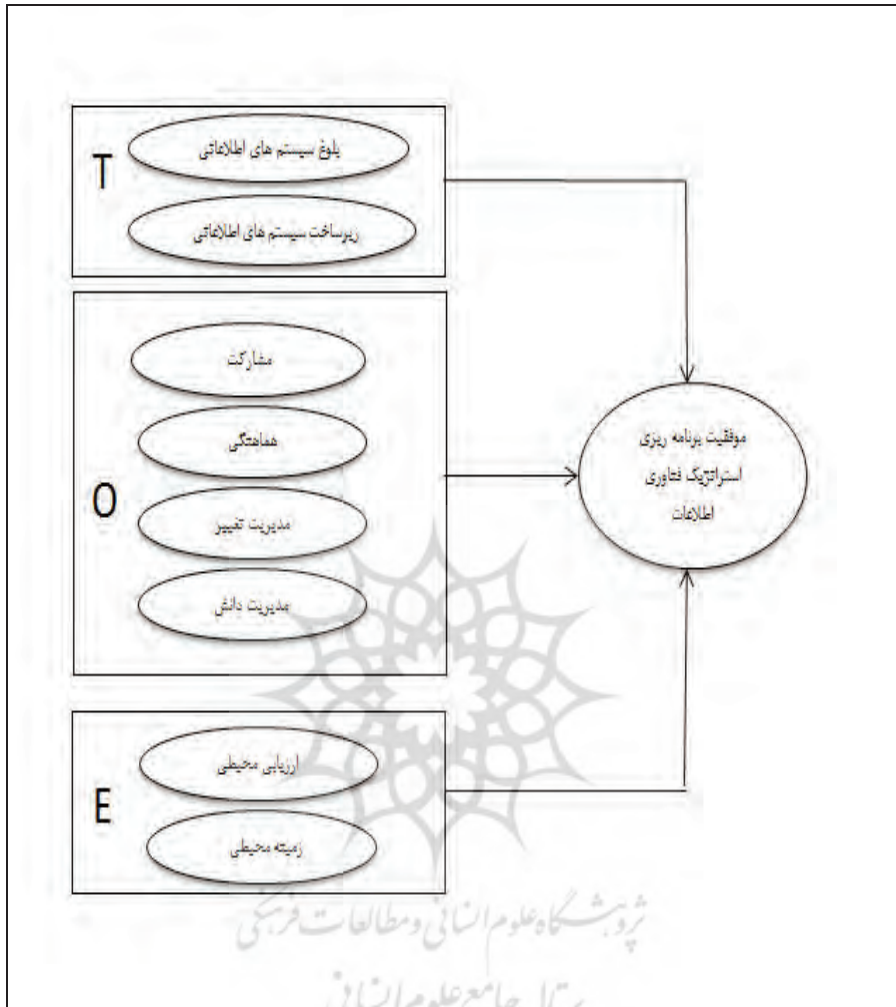 T
بلوغ سیستم های اطلاعاتی
زیرساخت سیستم های اطلاعاتی
O
مشارکت
هماهنگی
مدیریت تغییر
مدیریت دانش
E
ارزیابی محیطی
زمینه محیطی
موفقیت برنامه ریزی
استراتژیک فناوری
اطلاعات
پژوهشگاه علوم انسانی و مطالعات فرهنگی
پرتال جامع علوم انسانی